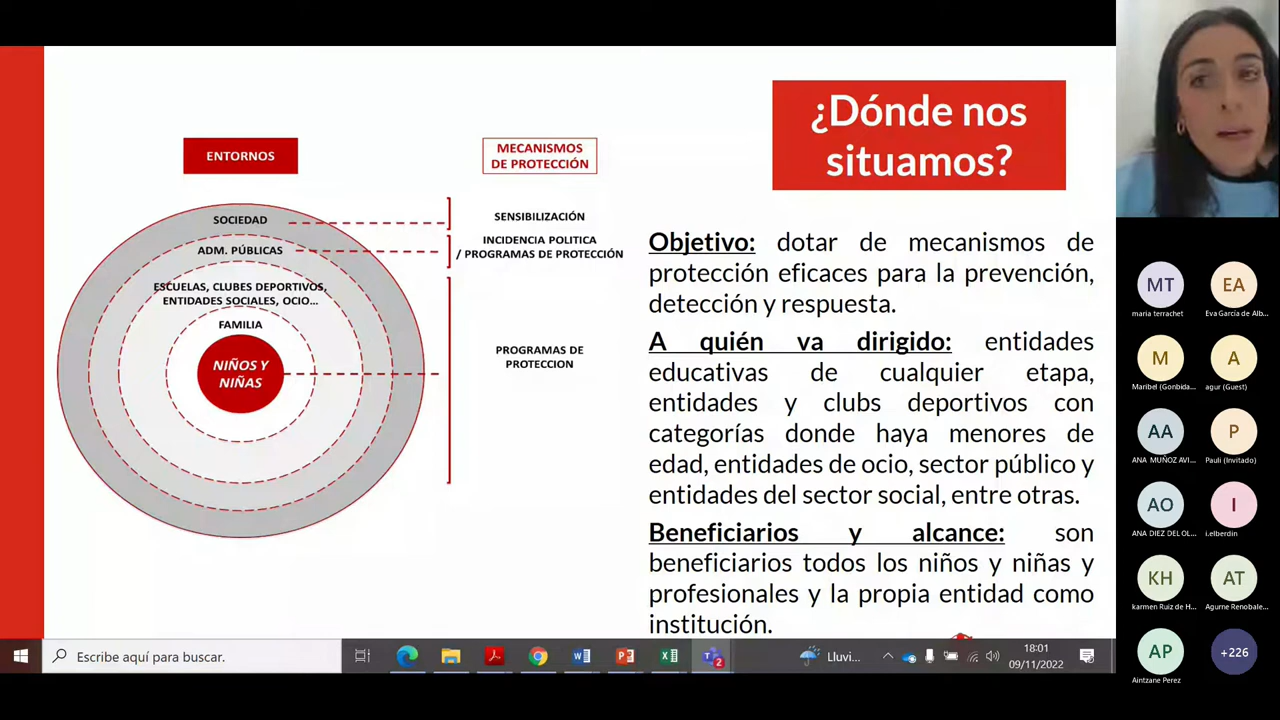 ¿Dónde nos
situamos?
ENTORNOS
MECANISMOS
DE PROTECCIÓN
SOCIEDAD
SENSIBILIZACIÓN
ADM. PÚBLICAS
INCIDENCIA POLITICA
/ PROGRAMAS DE PROTECCIÓN
ESCUELAS, CLUBES DEPORTIVOS,
ENTIDADES SOCIALES, OCIO...
FAMILIA
NIÑOS Y
NIÑAS
PROGRAMAS DE
PROTECCION
Objetivo: dotar de mecanismos de
protección eficaces para la prevención,
detección y respuesta.
A quién va dirigido: entidades
educativas de cualquier etapa,
entidades y clubs deportivos con
categorías donde haya menores de
edad, entidades de ocio, sector público y
entidades del sector social, entre otras.
Beneficiarios y alcance: son
beneficiarios todos los niños y niñas y
profesionales y la propia entidad como
institución.
MT
maria terrachet
EA
Eva García de Alb...
M
Maribel (Gonbida...
A
agur (Guest)
AA
ANA MUÑOZ AVI...
P
Pauli (Invitado)
AO
ANA DIEZ DEL OL...
I
i.elberdin
KH
karmen Ruiz de H...
AT
Agurne Renobale...
AP
Aintzane Perez
+226
Escribe aquí para buscar.
2
Lluvi...
18:01
09/11/2022